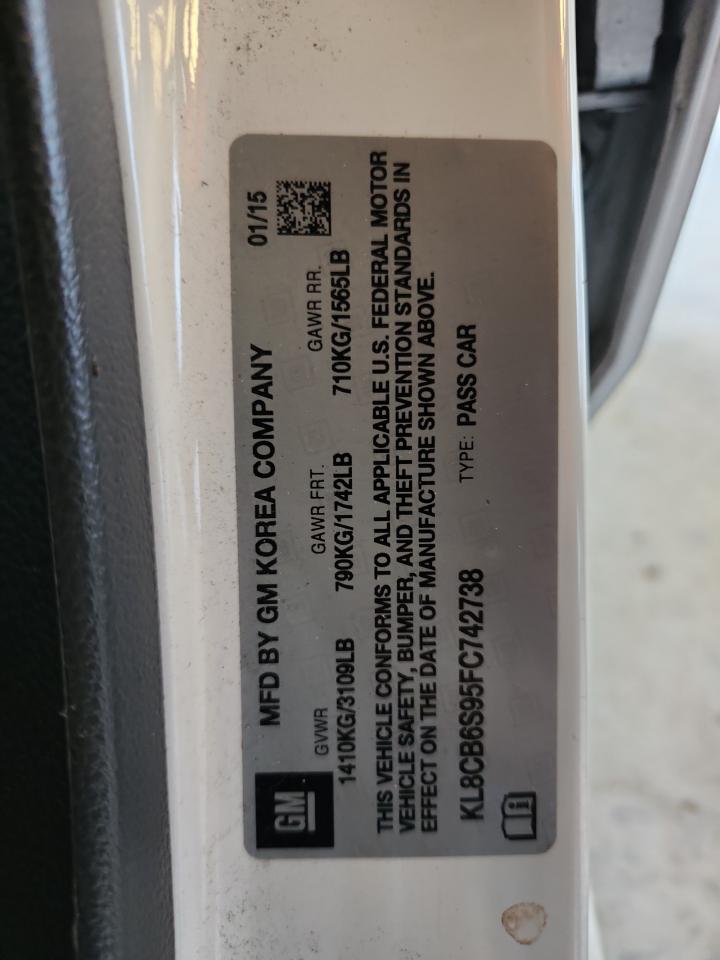 GM
MFD BY GM KOREA COMPANY 01/15
GVWR GAWR FRT. GAWR RR.
1410KG/3109LB 790KG/1742LB 710KG/1565LB
THIS VEHICLE CONFORMS TO ALL APPLICABLE U.S. FEDERAL MOTOR
VEHICLE SAFETY, BUMPER, AND THEFT PREVENTION STANDARDS IN
EFFECT ON THE DATE OF MANUFACTURE SHOWN ABOVE.
KL8CB6S95FC742738 TYPE: PASS CAR